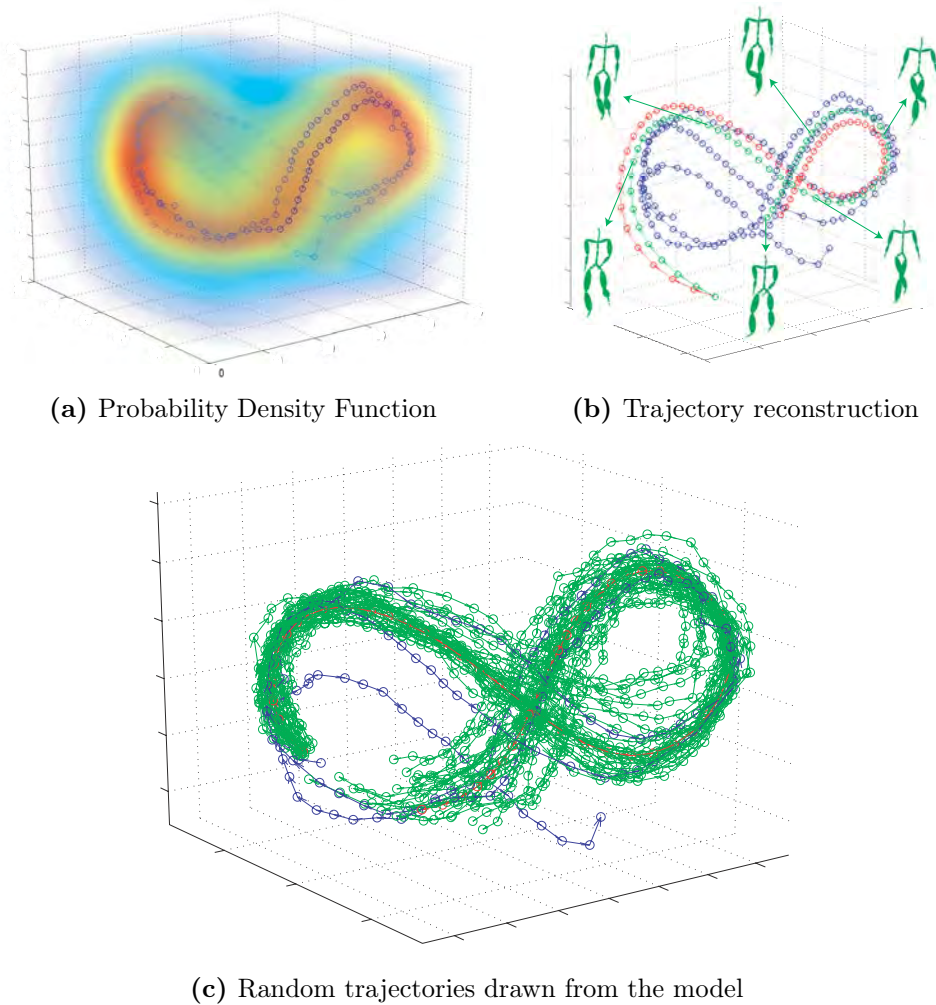 0
(a) Probability Density Function
(b) Trajectory reconstruction
(c) Random trajectories drawn from the model